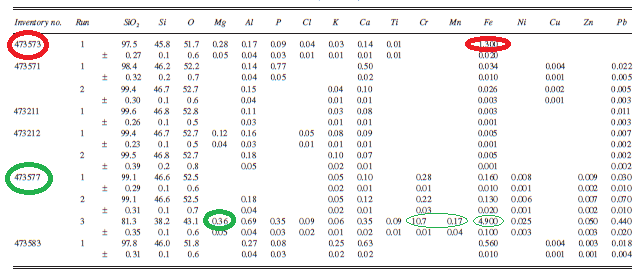 Inventory no. Run SiO₂ Si O Mg Al P Cl K Ca Ti Cr Mn Fe Ni Cu Zn Pb
473573 1 97.5 45.8 51.7 0.28 0.17 0.09 0.04 0.03 0.14 0.01
± 0.27 0.1 0.6 0.05 0.04 0.03 0.01 0.01 0.01 0.01 0.020
473571 1 98.4 46.2 52.2 0.14 0.77 0.50 0.034 0.004 0.022
± 0.32 0.2 0.7 0.04 0.05 0.02 0.010 0.001 0.005
2 99.4 46.7 52.7 0.15 0.04 0.10 0.026 0.002 0.005
± 0.30 0.1 0.6 0.04 0.01 0.01 0.003 0.001 0.003
473211 1 99.6 46.8 52.8 0.11 0.03 0.08 0.003 0.011
± 0.26 0.1 0.5 0.04 0.01 0.01 0.001 0.003
473212 1 99.4 46.7 52.7 0.12 0.16 0.05 0.08 0.09 0.005 0.007
± 0.23 0.1 0.5 0.04 0.03 0.01 0.01 0.01 0.001 0.002
2 99.5 46.8 52.7 0.18 0.10 0.07 0.005 0.002
± 0.39 0.2 0.8 0.05 0.02 0.01 0.001 0.002
473577 1 99.1 46.6 52.5 0.05 0.10 0.28 0.160 0.008 0.009 0.030
± 0.29 0.1 0.6 0.01 0.01 0.01 0.010 0.001 0.002 0.010
2 99.1 46.6 52.5 0.18 0.05 0.12 0.22 0.130 0.006 0.007 0.070
± 0.31 0.1 0.7 0.04 0.02 0.01 0.03 0.020 0.001 0.002 0.010
3 81.3 38.2 43.1 0.36 0.69 0.35 0.09 0.06 0.35 0.09 10.7 0.17 4.900 0.025 0.050 0.440
± 0.35 0.1 0.6 0.05 0.04 0.03 0.02 0.01 0.02 0.01 0.01 0.04 0.100 0.003 0.003 0.020
473583 1 97.8 46.0 51.8 0.27 0.08 0.25 0.63 0.560 0.004 0.003 0.018
± 0.31 0.1 0.6 0.04 0.03 0.02 0.02 0.010 0.001 0.001 0.004